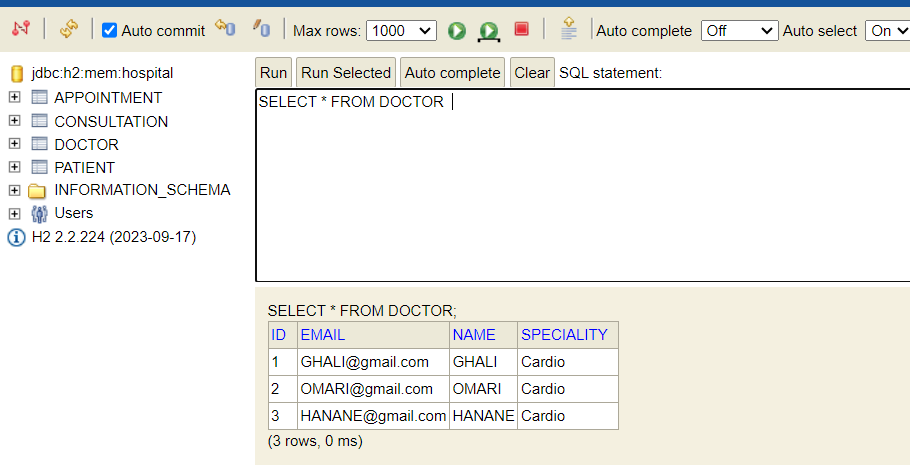 Auto commit Max rows: 1000 Auto complete Off Auto select On
jdbc:h2:mem:hospital
APPOINTMENT
CONSULTATION
DOCTOR
PATIENT
INFORMATION_SCHEMA
Users
H2 2.2.224 (2023-09-17)
Run Run Selected Auto complete Clear SQL statement:
SELECT * FROM DOCTOR
SELECT * FROM DOCTOR;
ID EMAIL NAME SPECIALITY
1 GHALI@gmail.com GHALI Cardio
2 OMARI@gmail.com OMARI Cardio
3 HANANE@gmail.com HANANE Cardio
(3 rows, 0 ms)